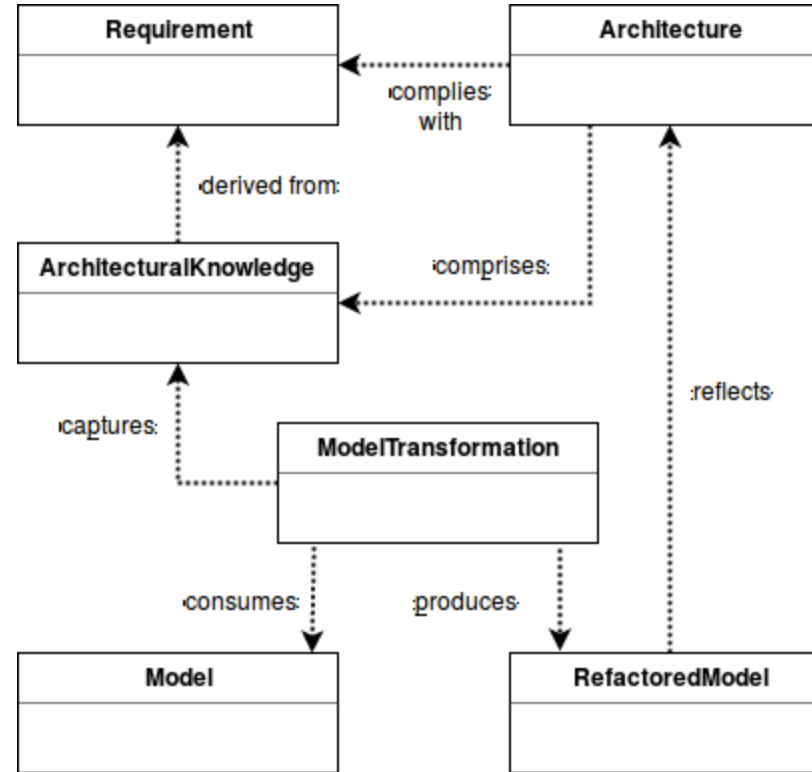 Requirement
Architecture
complies
with
derived from
ArchitecturalKnowledge
comprises
reflects
captures
ModelTransformation
consumes
produces
Model
RefactoredModel